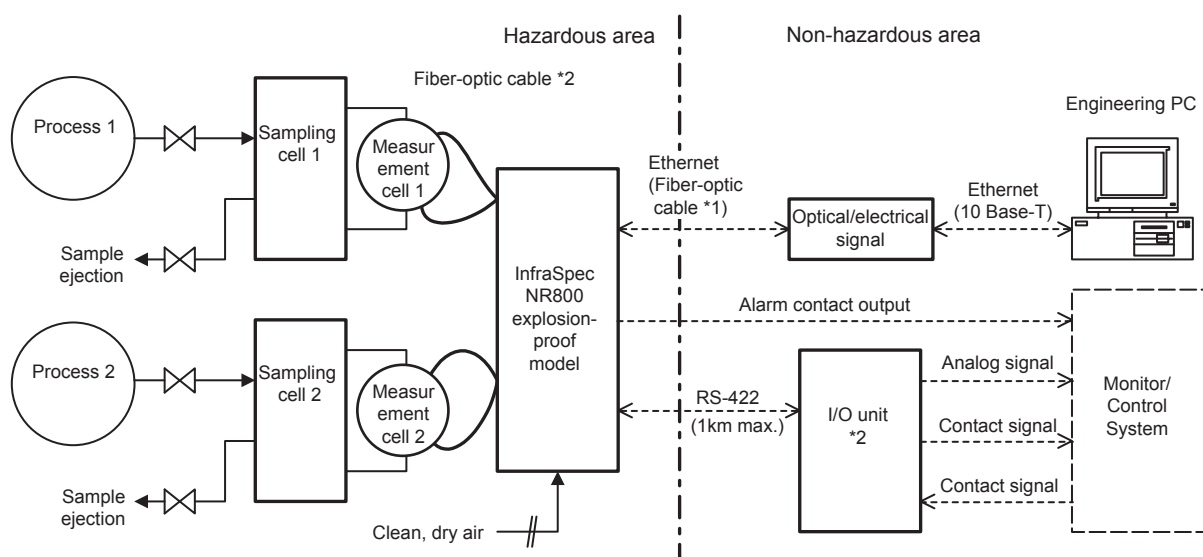 Hazardous area
Non-hazardous area
Fiber-optic cable *2
Process 1
Sampling
cell 1
Measur
ement
cell 1
Sample
ejection
Process 2
Sampling
cell 2
Measur
ement
cell 2
Sample
ejection
InfraSpec
NR800
explosion-
proof
model
Clean, dry air
Ethernet
(Fiber-optic
cable *1)
Optical/electrical
signal
Ethernet
(10 Base-T)
Engineering PC
Alarm contact output
RS-422
(1km max.)
I/O unit
*2
Analog signal
Contact signal
Contact signal
Monitor/
Control
System